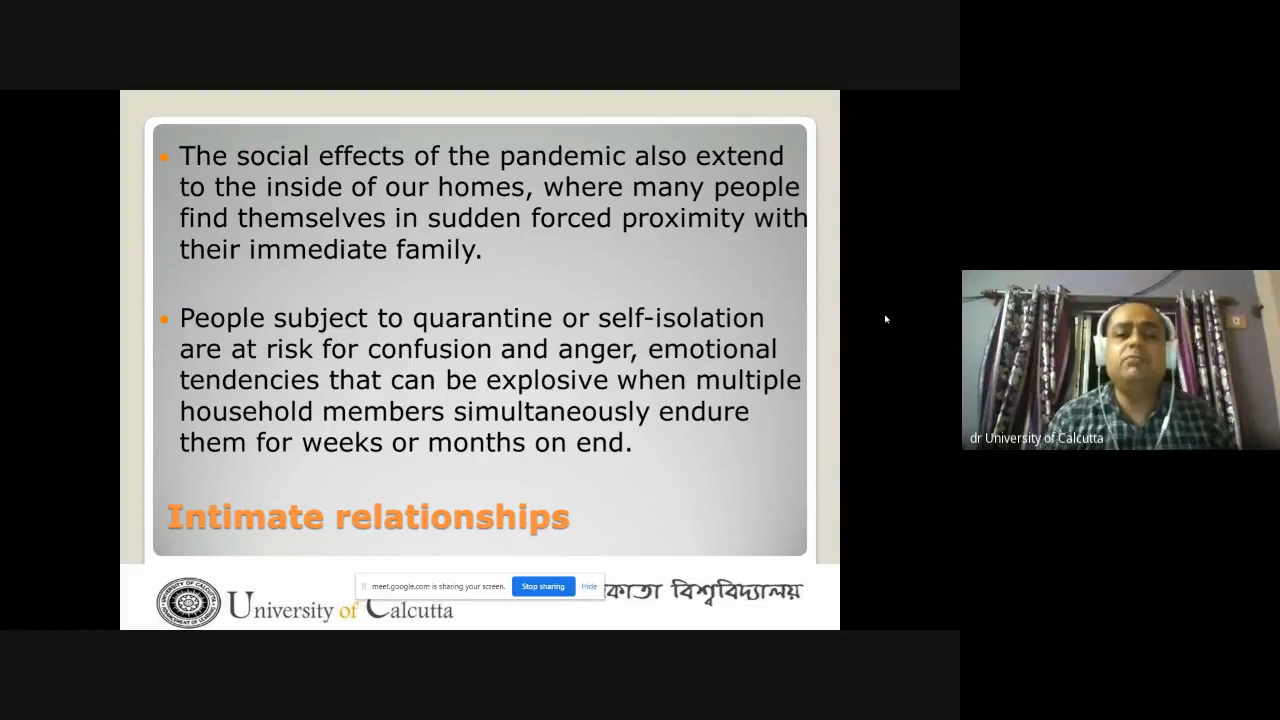 The social effects of the pandemic also extend
to the inside of our homes, where many people
find themselves in sudden forced proximity with
their immediate family.
People subject to quarantine or self-isolation
are at risk for confusion and anger, emotional
tendencies that can be explosive when multiple
household members simultaneously endure
them for weeks or months on end.
Intimate relationships
meet.google.com is sharing your screen. Stop sharing Hide
University of Calcutta
বিশ্ববিদ্যালয়
dr University of Calcutta